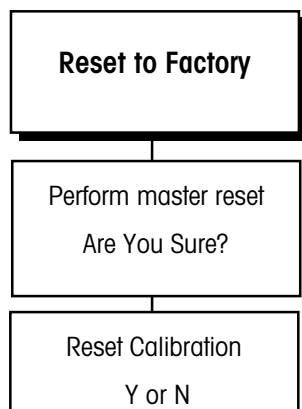 Reset to Factory
Perform master reset
Are You Sure?
Reset Calibration
Y or N